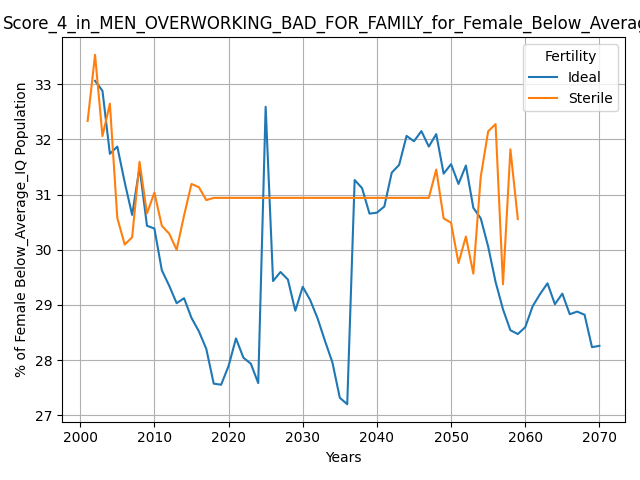 Score_4_in_MEN_OVERWORKING_BAD_FOR_FAMILY_for_Female_Below_Averag
Fertility
Ideal
Sterile
% of Female Below_Average_IQ Population
33
32
31
30
29
28
27
2000 2010 2020 2030 2040 2050 2060 2070
Years